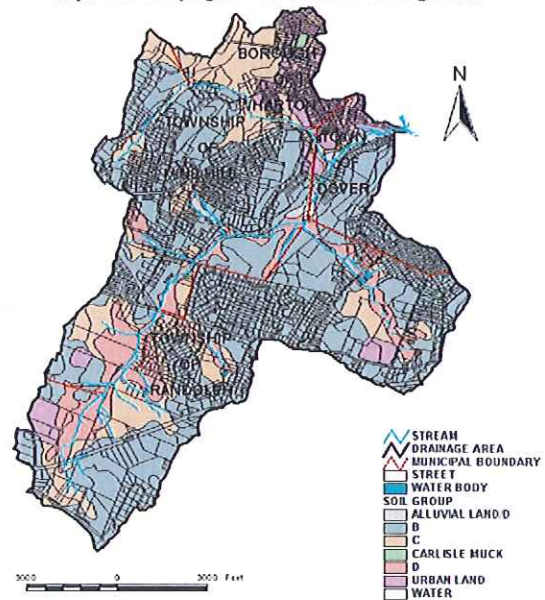 BOROUGH
OF
WHARTON
TOWNSHIP
OF
TOWN
OF
DOVER
N
TOWNSHIP
OF
RANDOLPH
STREAM
DRAINAGE AREA
MUNICIPAL BOUNDARY
STREET
WATER BODY
SOIL GROUP
ALLUVIAL LAND/D
B
C
CARLISLE MUCK
D
URBAN LAND
WATER
3000 0 3000 Feet